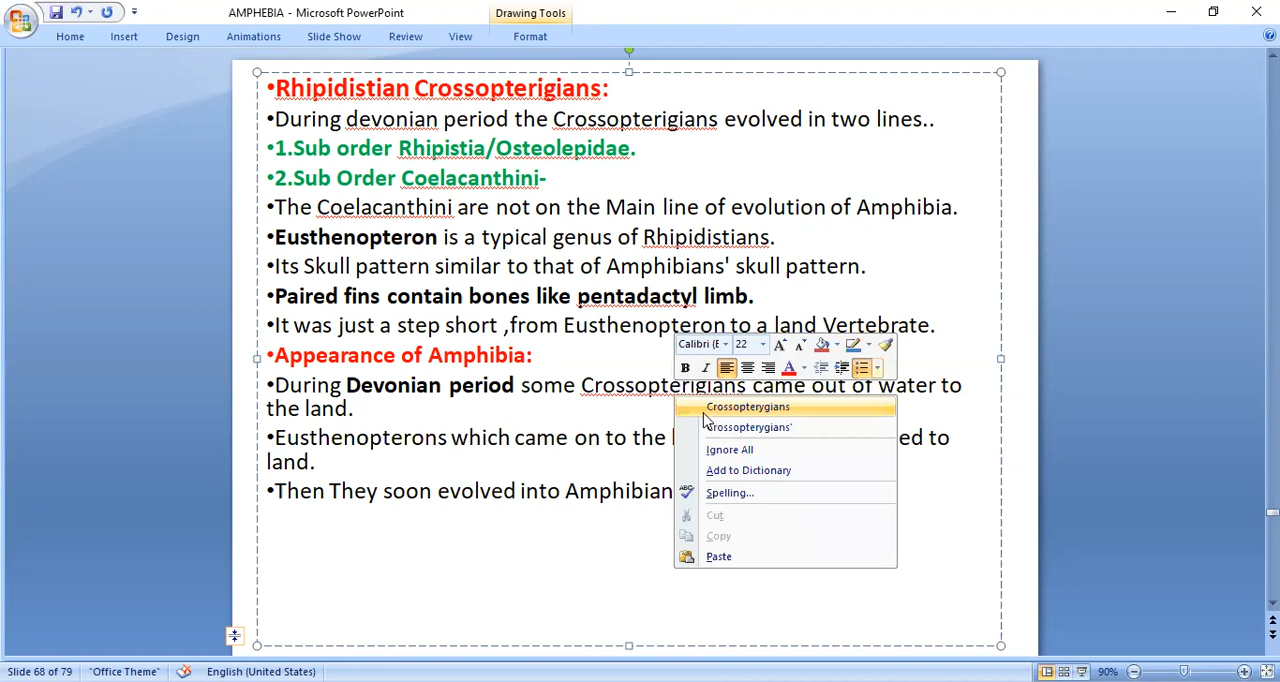 AMPHEBIA - Microsoft PowerPoint
Drawing Tools
Home Insert Design Animations Slide Show Review View Format
•Rhipidistian Crossopterigians:
•During devonian period the Crossopterigians evolved in two lines..
•1.Sub order Rhipistia/Osteolepidae.
•2.Sub Order Coelacanthini-
•The Coelacanthini are not on the Main line of evolution of Amphibia.
•Eusthenopteron is a typical genus of Rhipidistians.
•Its Skull pattern similar to that of Amphibians' skull pattern.
•Paired fins contain bones like pentadactyl limb.
•It was just a step short ,from Eusthenopteron to a land Vertebrate.
Calibri (E 22
•Appearance of Amphibia:
B I A
•During Devonian period some Crossopterigians came out of water to
the land.
Crossopterygians
Crossopterygians'
•Eusthenopterons which came on to the ed to
land.
Ignore All
Add to Dictionary
•Then They soon evolved into Amphibian
Spelling...
Cut
Copy
Paste
Slide 68 of 79 "Office Theme" English (United States) 90%